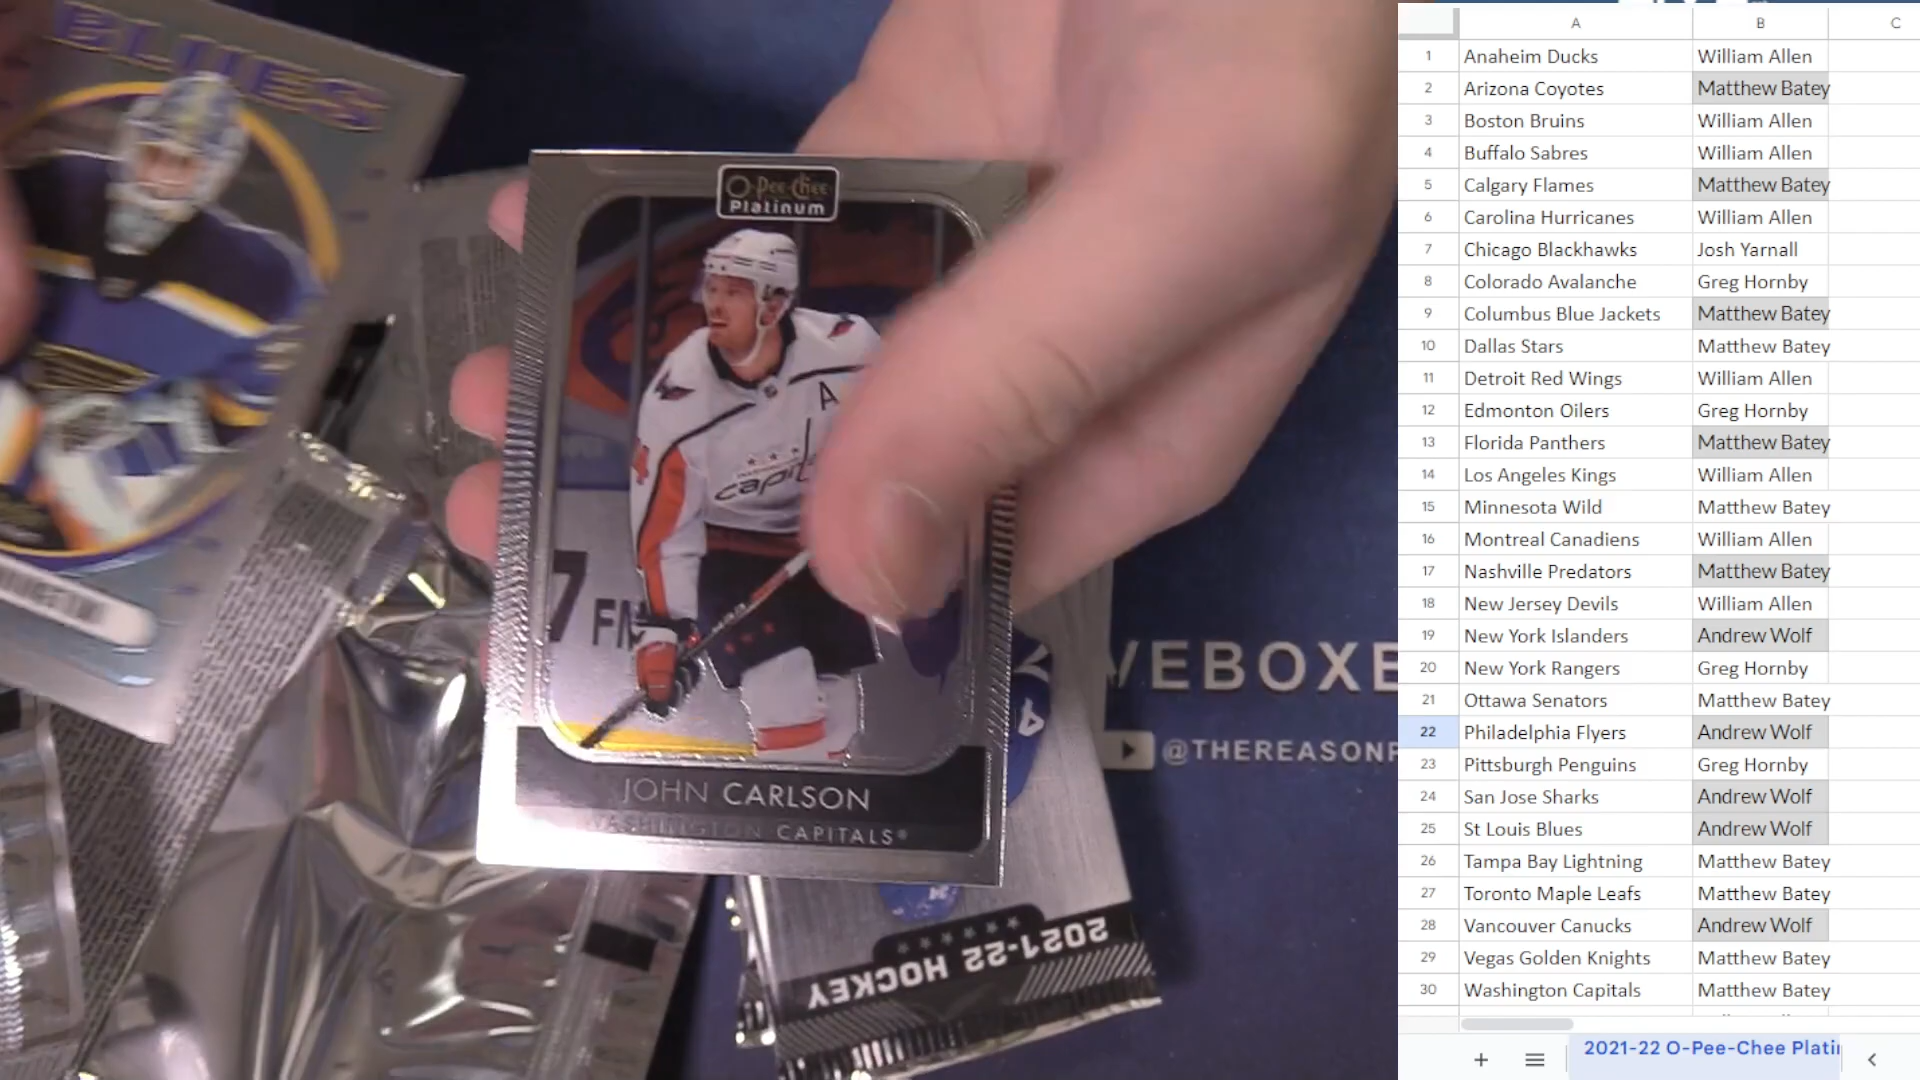 BLUES
O-Pee-Chee
Platinum
A
capitals
7 FM
JOHN CARLSON
WASHINGTON CAPITALS®
VEBOXE
@THEREASONP
2021-22 HOCKEY
A B C
1 Anaheim Ducks William Allen
2 Arizona Coyotes Matthew Batey
3 Boston Bruins William Allen
4 Buffalo Sabres William Allen
5 Calgary Flames Matthew Batey
6 Carolina Hurricanes William Allen
7 Chicago Blackhawks Josh Yarnall
8 Colorado Avalanche Greg Hornby
9 Columbus Blue Jackets Matthew Batey
10 Dallas Stars Matthew Batey
11 Detroit Red Wings William Allen
12 Edmonton Oilers Greg Hornby
13 Florida Panthers Matthew Batey
14 Los Angeles Kings William Allen
15 Minnesota Wild Matthew Batey
16 Montreal Canadiens William Allen
17 Nashville Predators Matthew Batey
18 New Jersey Devils William Allen
19 New York Islanders Andrew Wolf
20 New York Rangers Greg Hornby
21 Ottawa Senators Matthew Batey
22 Philadelphia Flyers Andrew Wolf
23 Pittsburgh Penguins Greg Hornby
24 San Jose Sharks Andrew Wolf
25 St Louis Blues Andrew Wolf
26 Tampa Bay Lightning Matthew Batey
27 Toronto Maple Leafs Matthew Batey
28 Vancouver Canucks Andrew Wolf
29 Vegas Golden Knights Matthew Batey
30 Washington Capitals Matthew Batey
2021-22 O-Pee-Chee Platin